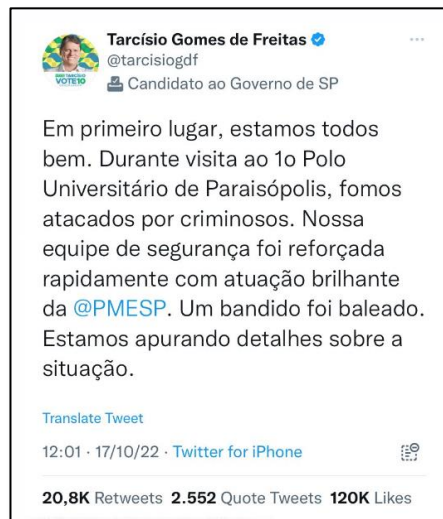 Tarcísio Gomes de Freitas
@tarcisiogdf
Candidato ao Governo de SP
VOTE10
Em primeiro lugar, estamos todos
bem. Durante visita ao 1o Polo
Universitário de Paraisópolis, fomos
atacados por criminosos. Nossa
equipe de segurança foi reforçada
rapidamente com atuação brilhante
da @PMESP. Um bandido foi baleado.
Estamos apurando detalhes sobre a
situação.
Translate Tweet
12:01 · 17/10/22 · Twitter for iPhone
20,8K Retweets 2.552 Quote Tweets 120K Likes